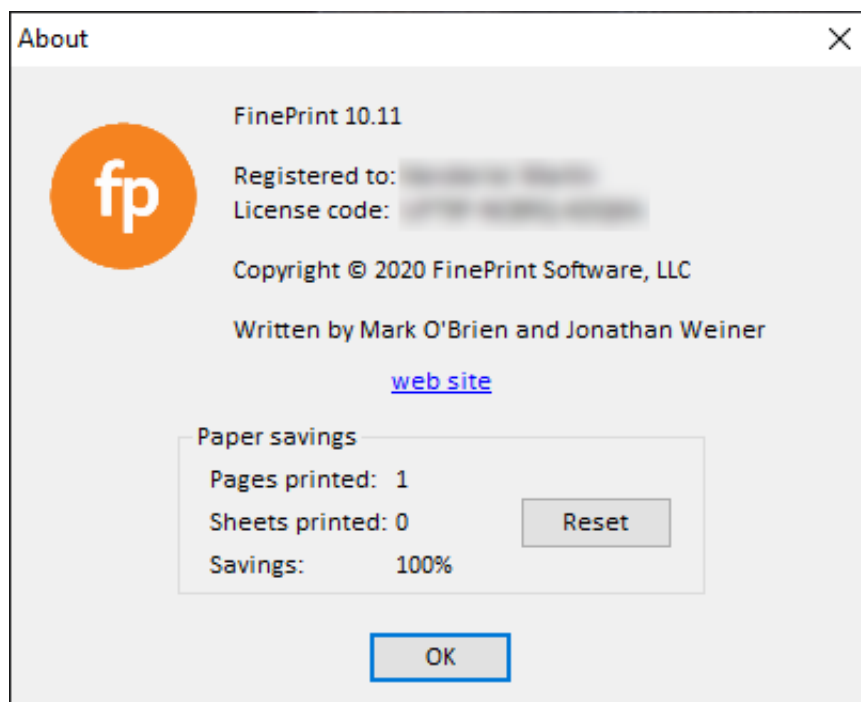 About
fp
FinePrint 10.11
Registered to:
License code:
Copyright © 2020 FinePrint Software, LLC
Written by Mark O'Brien and Jonathan Weiner
web site
Paper savings
Pages printed: 1
Sheets printed: 0
Reset
Savings: 100%
OK